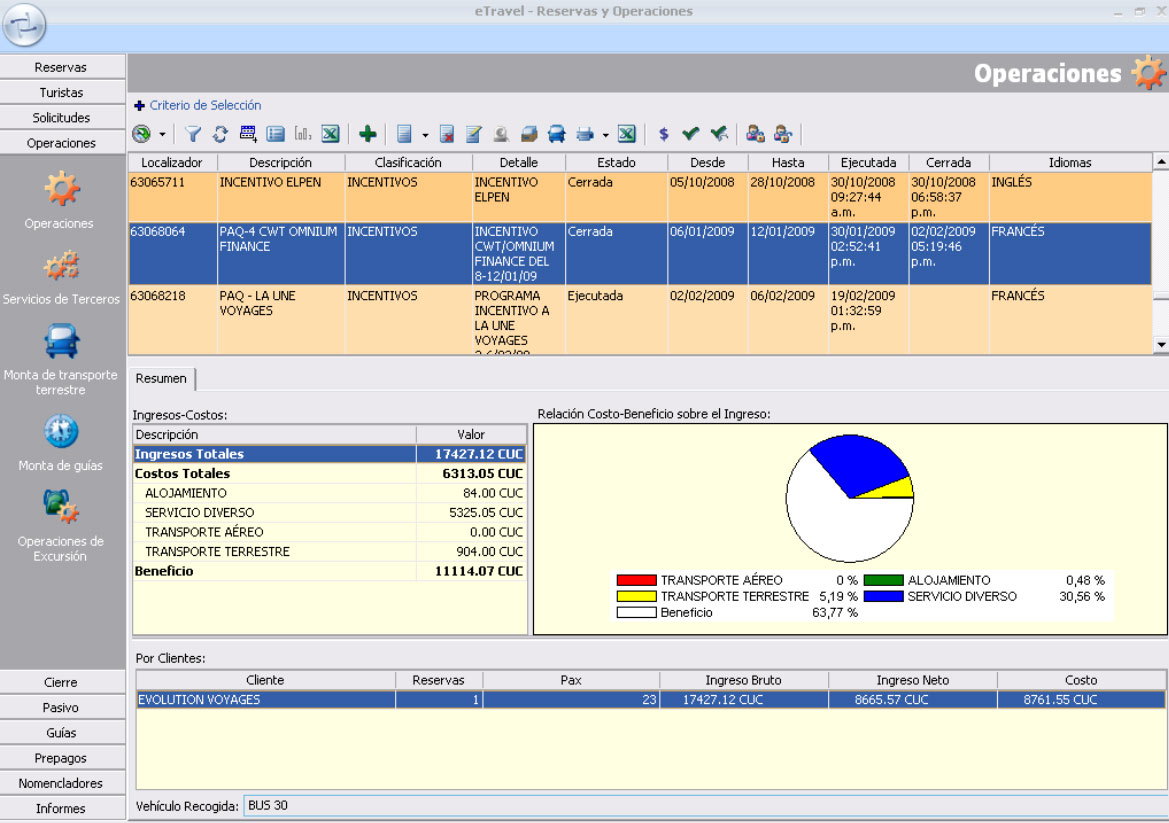 eTravel - Reservas y Operaciones
Reservas
Turistas
Solicitudes
Operaciones
Operaciones
Servicios de Terceros
Monta de transporte
terrestre
Monta de guías
Operaciones de
Excursión
Cierre
Pasivo
Guías
Prepagos
Nomencladores
Informes
Operaciones
Criterio de Selección
Localizador Descripción Clasificación Detalle Estado Desde Hasta Ejecutada Cerrada Idiomas
63065711 INCENTIVO ELPEN INCENTIVOS INCENTIVO Cerrada 05/10/2008 28/10/2008 30/10/2008 30/10/2008 INGLÉS
ELPEN 09:27:44 06:58:37
a.m. p.m.
63068064 PAQ-4 CWT OMNIUM INCENTIVOS INCENTIVO Cerrada 06/01/2009 12/01/2009 30/01/2009 02/02/2009 FRANCÉS
FINANCE CWT/OMNIUM 02:52:41 05:19:46
FINANCE DEL p.m. p.m.
8-12/01/09
63068218 PAQ - LA UNE INCENTIVOS PROGRAMA Ejecutada 02/02/2009 06/02/2009 19/02/2009 FRANCÉS
VOYAGES INCENTIVO A 01:32:59
LA UNE p.m.
VOYAGES
Resumen
Ingresos-Costos:
Descripción Valor
Ingresos Totales 17427.12 CUC
Costos Totales 6313.05 CUC
ALOJAMIENTO 84.00 CUC
SERVICIO DIVERSO 5325.05 CUC
TRANSPORTE AÉREO 0.00 CUC
TRANSPORTE TERRESTRE 904.00 CUC
Beneficio 11114.07 CUC
Relación Costo-Beneficio sobre el Ingreso:
TRANSPORTE AÉREO 0 % ALOJAMIENTO 0,48 %
TRANSPORTE TERRESTRE 5,19 % SERVICIO DIVERSO 30,56 %
Beneficio 63,77 %
Por Clientes:
Cliente Reservas Pax Ingreso Bruto Ingreso Neto Costo
EVOLUTION VOYAGES 1 23 17427.12 CUC 8665.57 CUC 8761.55 CUC
Vehículo Recogida: BUS 30